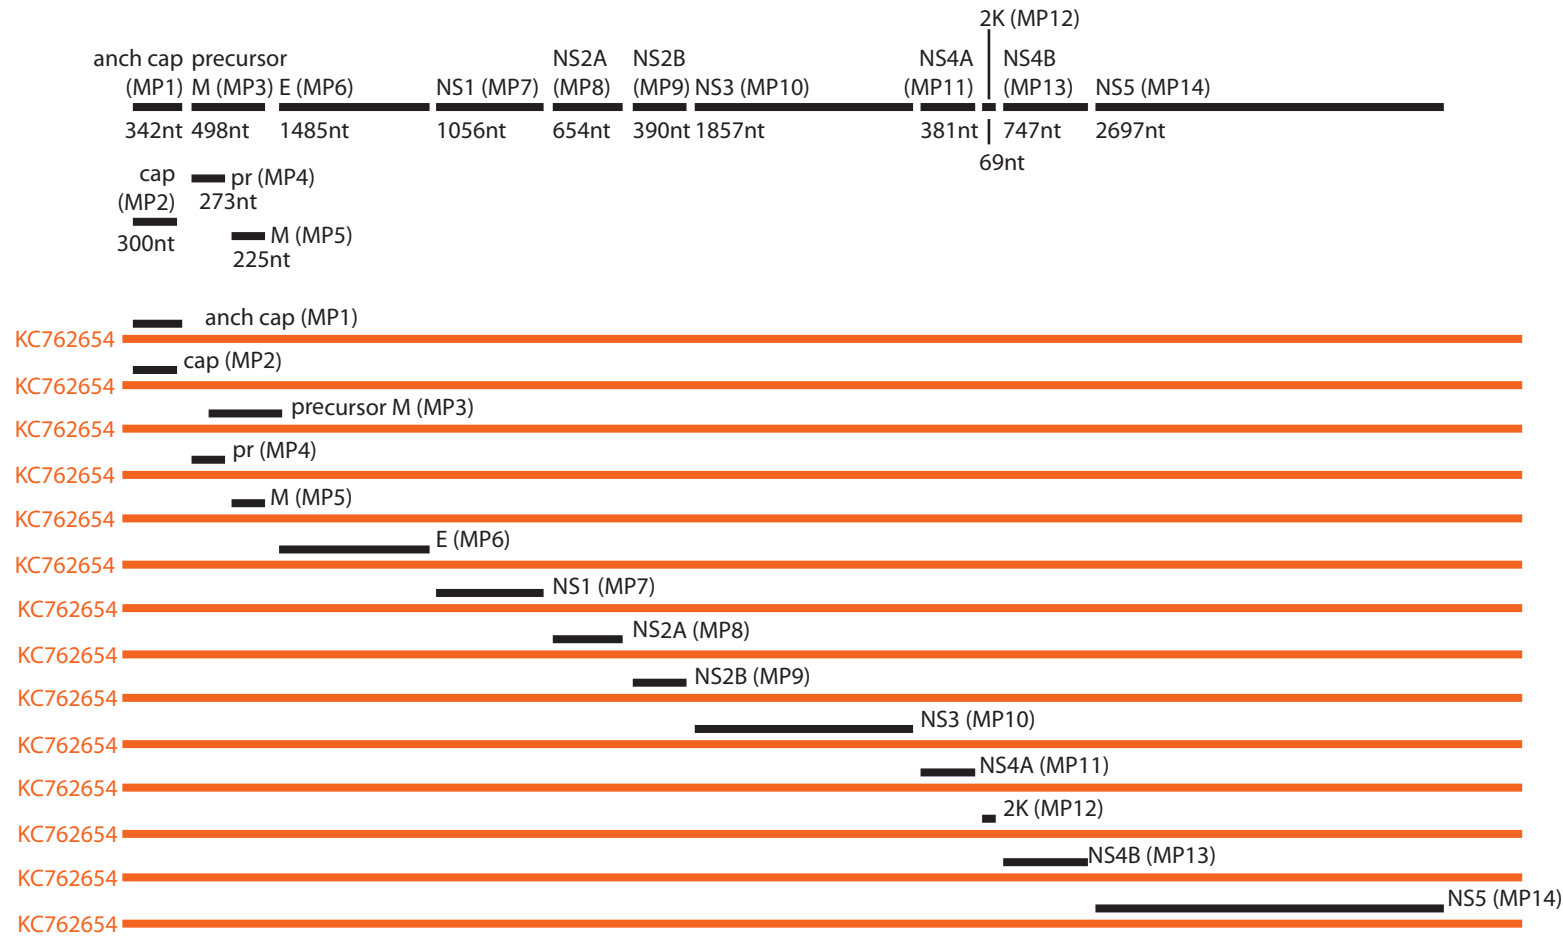 2K (MP12)
anch cap precursor NS2A NS2B NS4A NS4B
(MP1) M (MP3) E (MP6) NS1 (MP7) (MP8) (MP9) NS3 (MP10) (MP11) (MP13) NS5 (MP14)
342nt 498nt 1485nt 1056nt 654nt 390nt 1857nt 381nt 747nt 2697nt
69nt
cap pr (MP4)
(MP2) 273nt
300nt M (MP5)
225nt
anch cap (MP1)
KC762654
cap (MP2)
KC762654
precursor M (MP3)
KC762654
pr (MP4)
KC762654
M (MP5)
KC762654
E (MP6)
KC762654
NS1 (MP7)
KC762654
NS2A (MP8)
KC762654
NS2B (MP9)
KC762654
NS3 (MP10)
KC762654
NS4A (MP11)
KC762654
2K (MP12)
KC762654
NS4B (MP13)
KC762654
NS5 (MP14)
KC762654